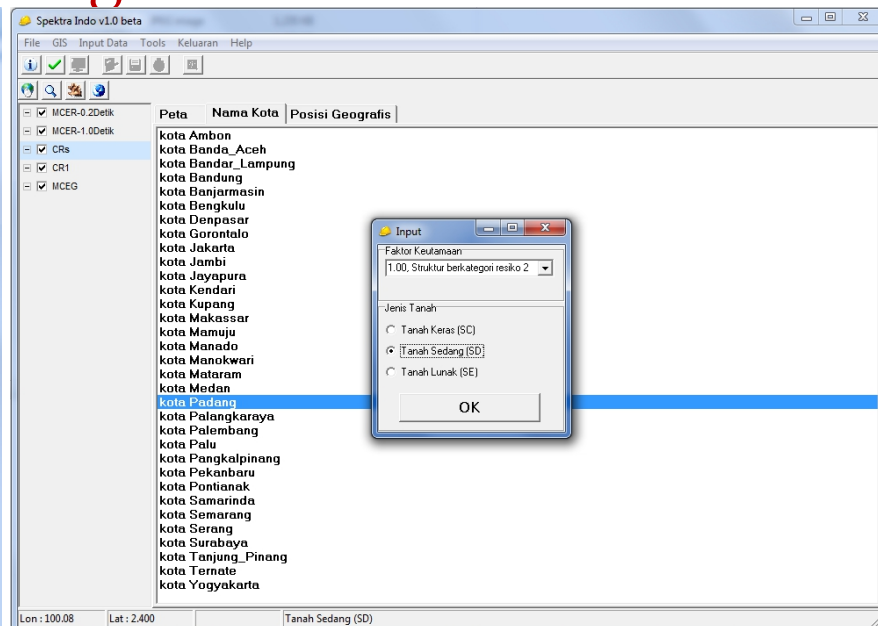 Spektra Indo v1.0 beta
File GIS Input Data Tools Keluaran Help
MCER-0.2Detik
MCER-1.0Detik
CRs
CR1
MCEG
Peta Nama Kota Posisi Geografis
kota Ambon
kota Banda_Aceh
kota Bandar_Lampung
kota Bandung
kota Banjarmasin
kota Bengkulu
kota Denpasar
kota Gorontalo
kota Jakarta
kota Jambi
kota Jayapura
kota Kendari
kota Kupang
kota Makassar
kota Mamuju
kota Manado
kota Manokwari
kota Mataram
kota Medan
kota Padang
kota Palangkaraya
kota Palembang
kota Palu
kota Pangkalpinang
kota Pekanbaru
kota Pontianak
kota Samarinda
kota Semarang
kota Serang
kota Surabaya
kota Tanjung_Pinang
kota Ternate
kota Yogyakarta
Input
Faktor Keutamaan
1.00, Struktur berkategori resiko 2
Jenis Tanah
Tanah Keras (SC)
Tanah Sedang (SD)
Tanah Lunak (SE)
OK
Lon : 100.08 Lat : 2.400 Tanah Sedang (SD)